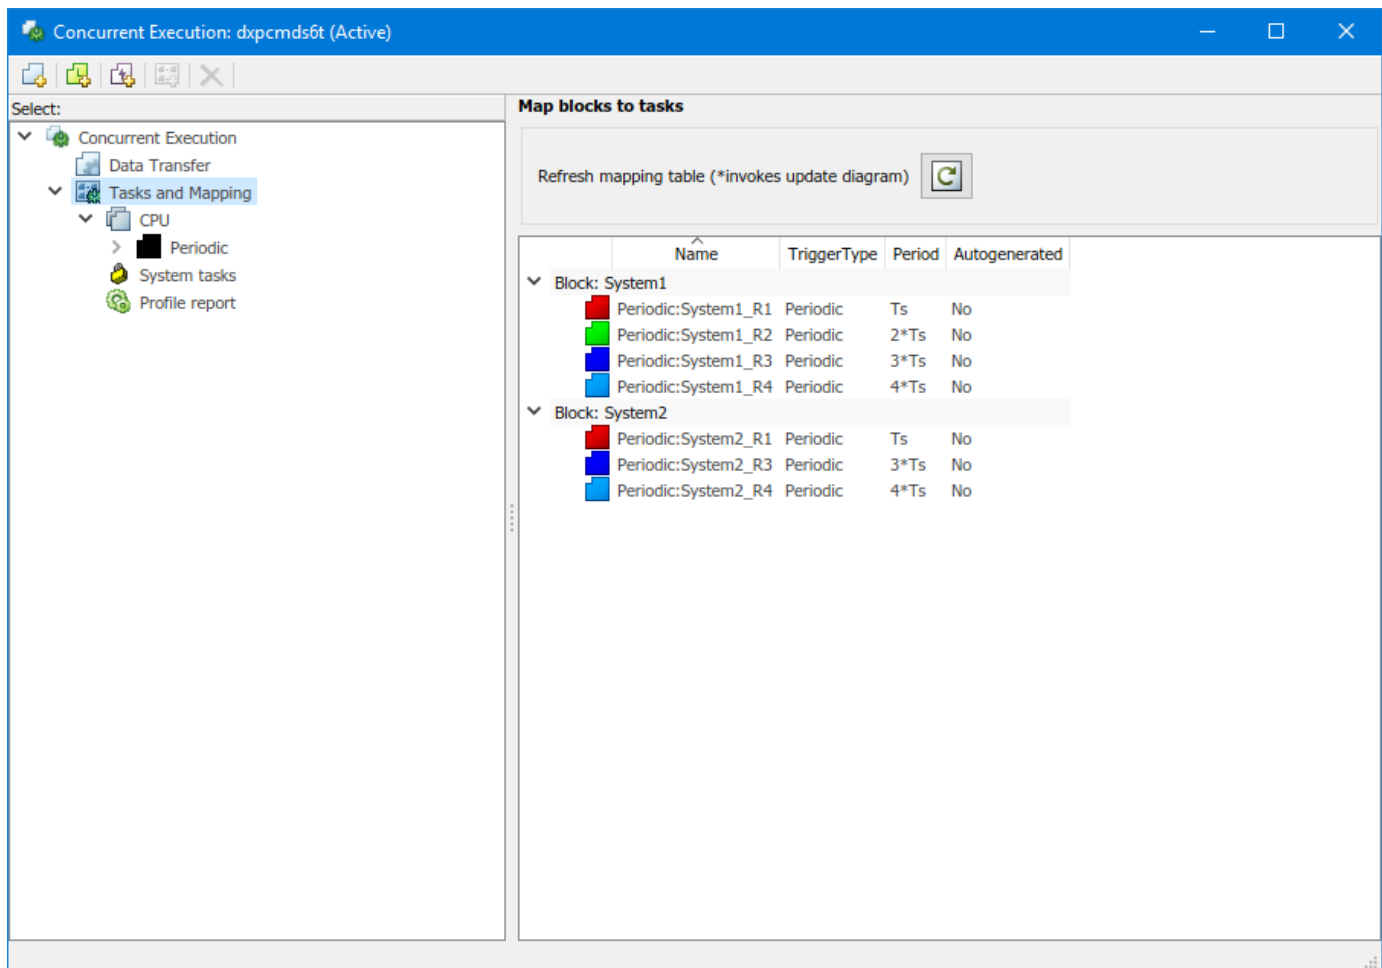 Concurrent Execution: dxpcmds6t (Active)
Select:
Concurrent Execution
Data Transfer
Tasks and Mapping
CPU
Periodic
System tasks
Profile report
Map blocks to tasks
Refresh mapping table (*invokes update diagram)
Name TriggerType Period Autogenerated
Block: System1
Periodic:System1_R1 Periodic Ts No
Periodic:System1_R2 Periodic 2*Ts No
Periodic:System1_R3 Periodic 3*Ts No
Periodic:System1_R4 Periodic 4*Ts No
Block: System2
Periodic:System2_R1 Periodic Ts No
Periodic:System2_R3 Periodic 3*Ts No
Periodic:System2_R4 Periodic 4*Ts No